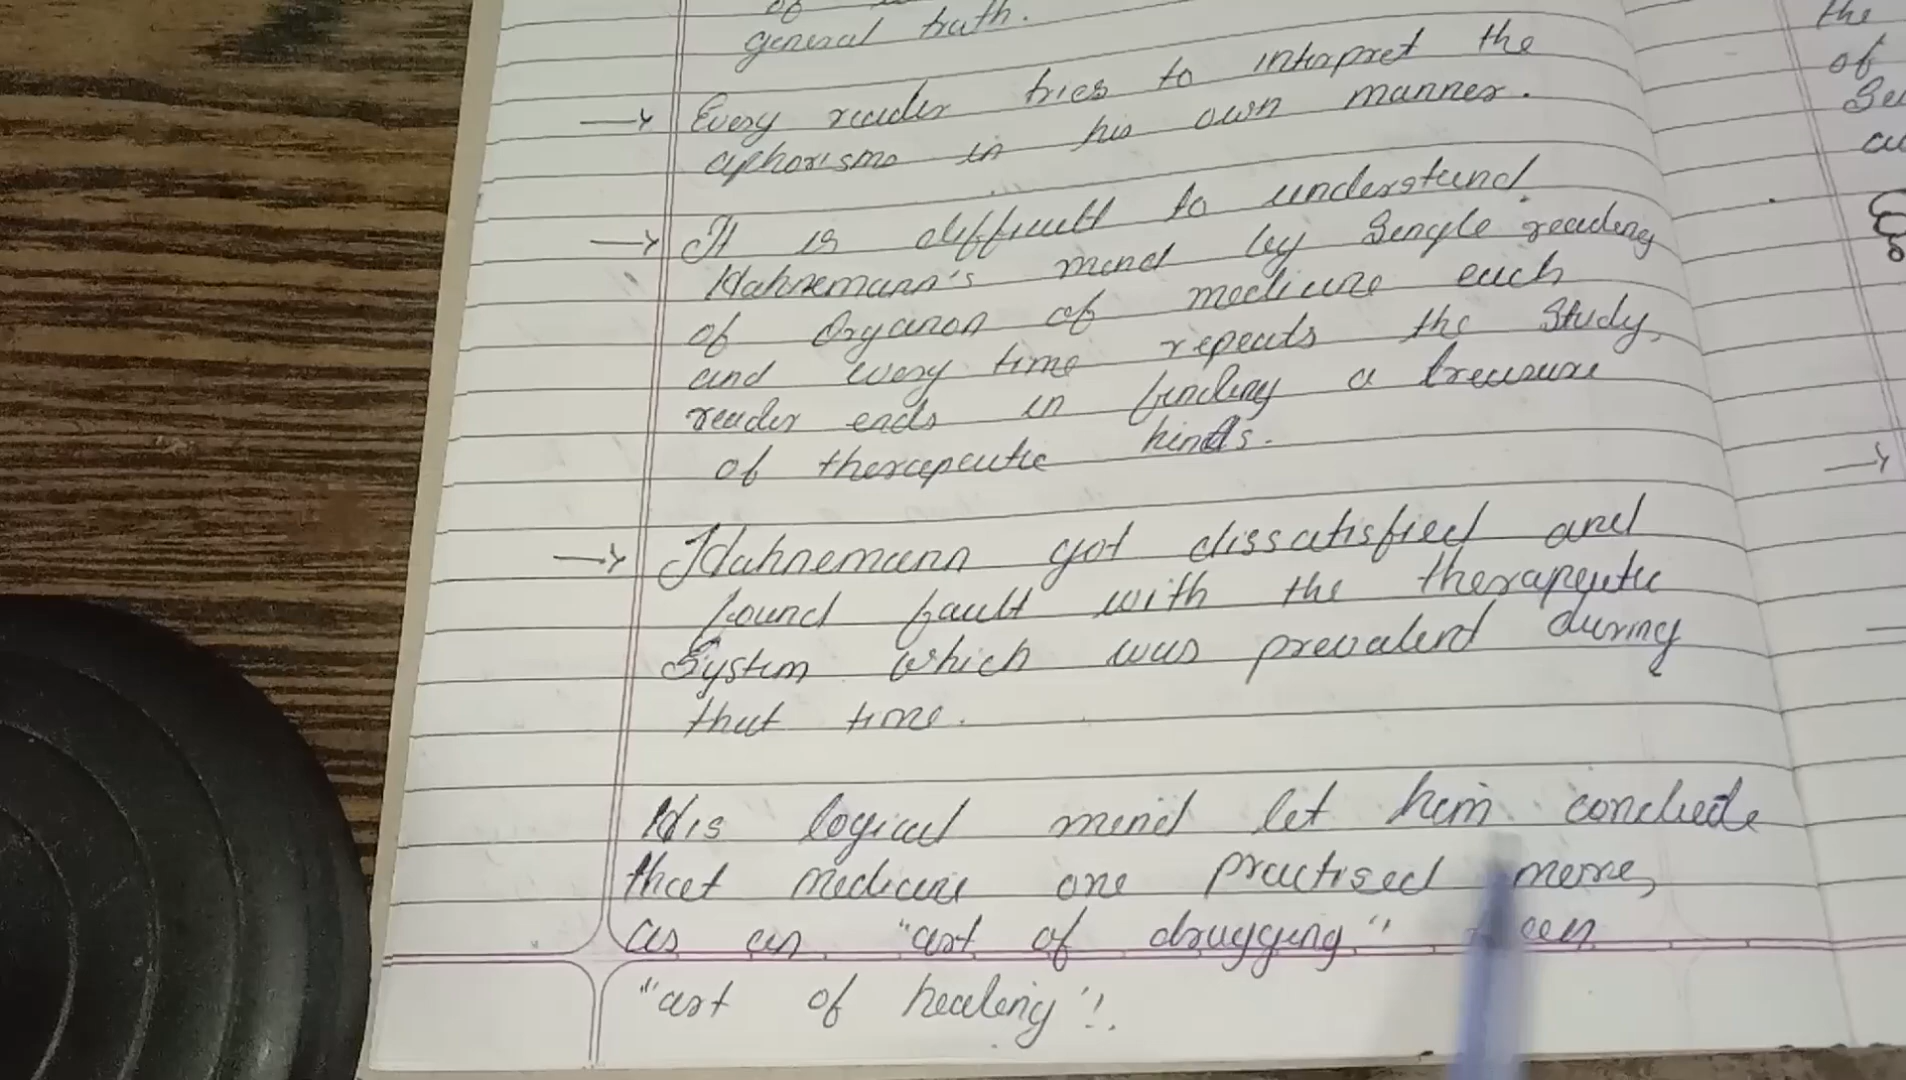 general truth.
→ Every reader tries to interpret the
aphorisms in his own manner.
→ It is difficult to understand
Hahnemann's mind by Single reading
of Organon of medicine each
and every time repeats the Study,
reader ends in finding a treasure
of therapeutic kinds.
→ Hahnemann got dissatisfied and
found fault with the therapeutic
System which was prevalent during
that time.
His logical mind let him conclude
that medicine one practised more,
as an "art of drugging" an
"art of healing".
the
of
→